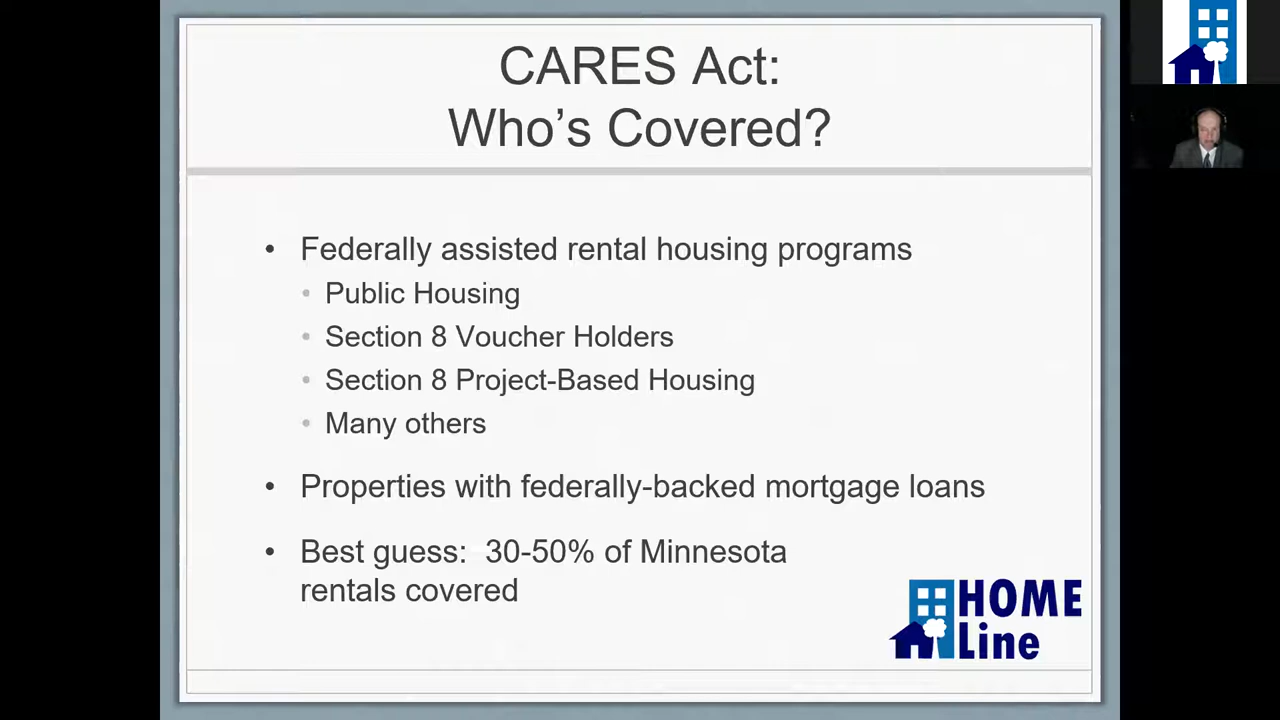 CARES Act:
Who's Covered?
• Federally assisted rental housing programs
• Public Housing
• Section 8 Voucher Holders
• Section 8 Project-Based Housing
• Many others
• Properties with federally-backed mortgage loans
• Best guess:  30-50% of Minnesota
rentals covered
HOME
Line